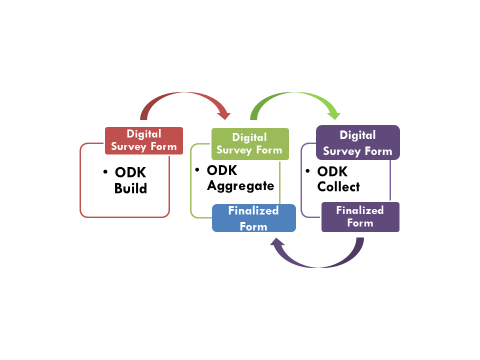 Digital
Survey Form
• ODK
Build
Digital
Survey Form
• ODK
Aggregate
Finalized
Form
Digital
Survey Form
• ODK
Collect
Finalized
Form